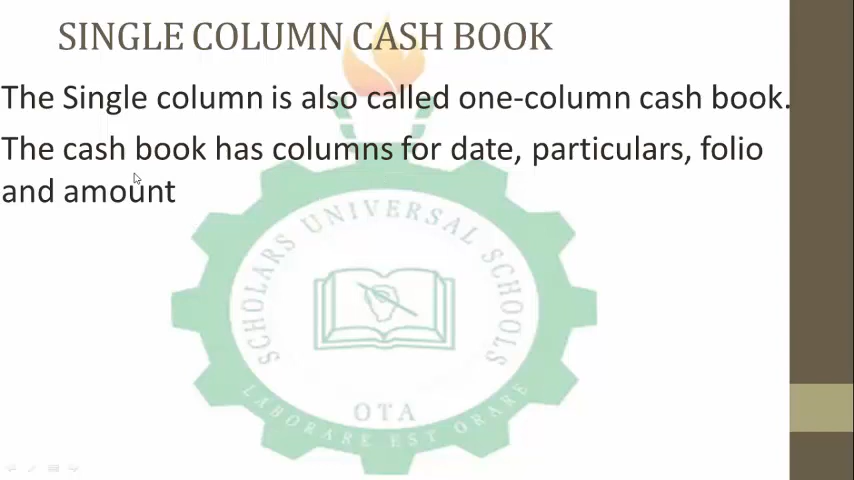 SINGLE COLUMN CASH BOOK
The Single column is also called one-column cash book.
The cash book has columns for date, particulars, folio
and amount
SCHOLARS UNIVERSAL SCHOOLS
OTA
LABORARE EST ORARE